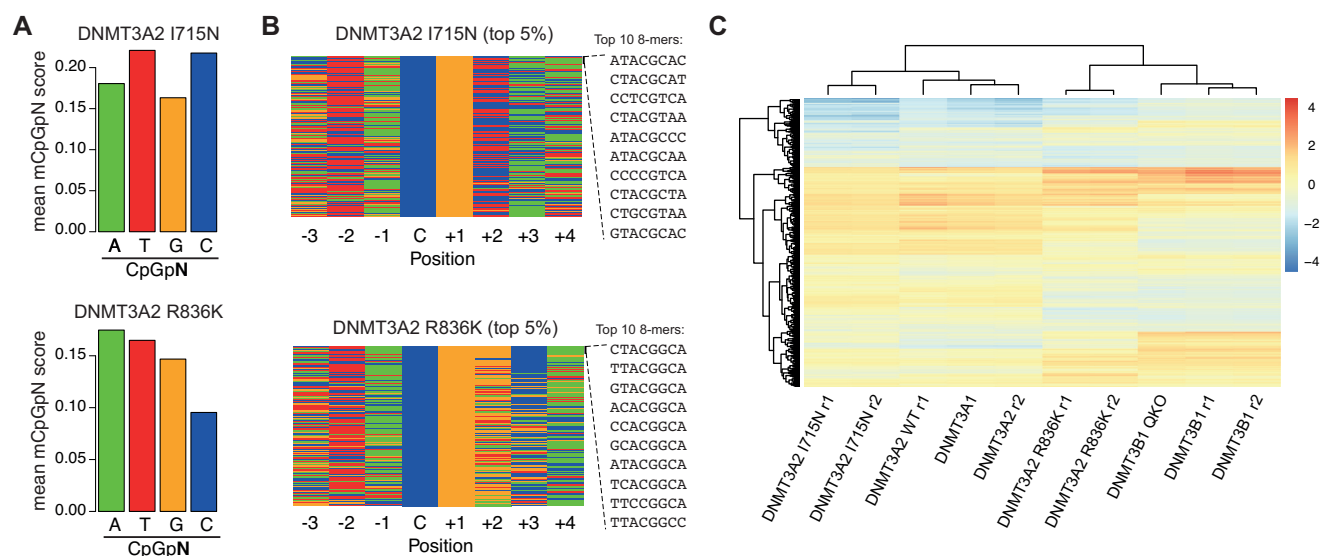 A
DNMT3A2 I715N
mean mCpGpN score
0.20
0.15
0.10
0.05
0.00
A T G C
CpGpN
DNMT3A2 R836K
mean mCpGpN score
0.15
0.10
0.05
0.00
A T G C
CpGpN
B
DNMT3A2 I715N (top 5%)
Top 10 8-mers:
ATACGCAC
CTACGCAT
CCTCGTCA
CTACGTAA
ATACGCCC
ATACGCAA
CCCCGTCA
CTACGCTA
CTGCGTAA
GTACGCAC
-3 -2 -1 C +1 +2 +3 +4
Position
DNMT3A2 R836K (top 5%)
Top 10 8-mers:
CTACGGCA
TTACGGCA
GTACGGCA
ACACGGCA
CCACGGCA
GCACGGCA
ATACGGCA
TCACGGCA
TTCCGGCA
TTACGGCC
-3 -2 -1 C +1 +2 +3 +4
Position
C
4
2
0
−2
−4
DNMT3A2 I715N r1
DNMT3A2 I715N r2
DNMT3A2 WT r1
DNMT3A1
DNMT3A2 r2
DNMT3A2 R836K r1
DNMT3A2 R836K r2
DNMT3B1 QKO
DNMT3B1 r1
DNMT3B1 r2